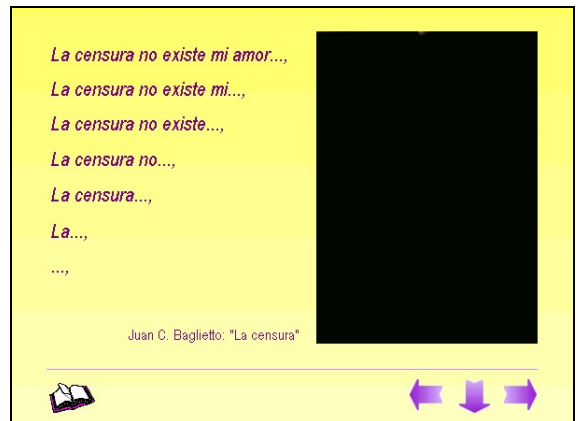 La censura no existe mi amor...,
La censura no existe mi...,
La censura no existe...,
La censura no...,
La censura...,
La...,
...,
Juan C. Baglietto: "La censura"